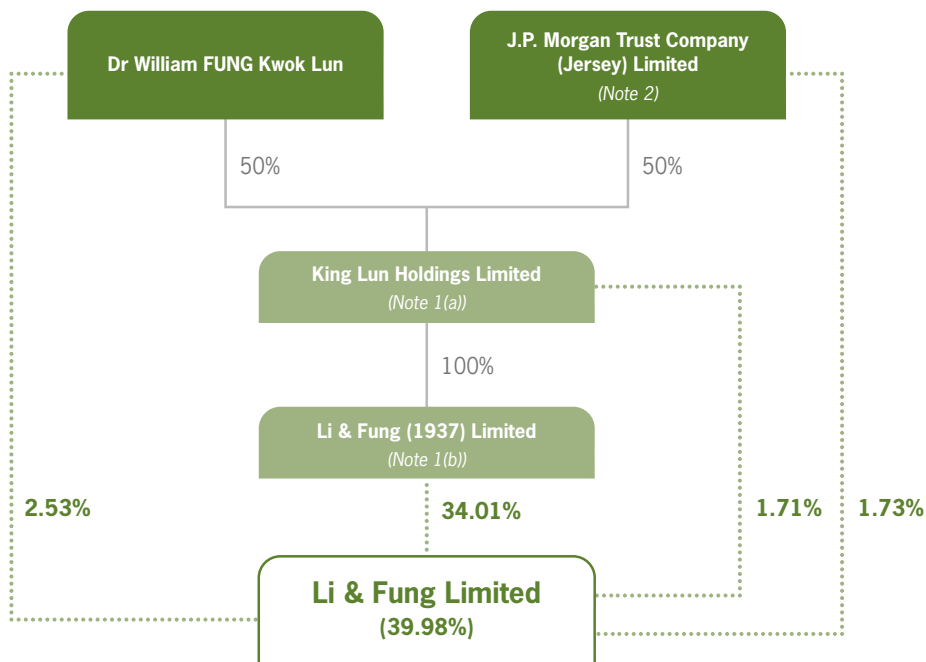 Dr William FUNG Kwok Lun
J.P. Morgan Trust Company
(Jersey) Limited
(Note 2)
50%
50%
King Lun Holdings Limited
(Note 1(a))
100%
Li & Fung (1937) Limited
(Note 1(b))
2.53%
34.01%
1.71%
1.73%
Li & Fung Limited
(39.98%)